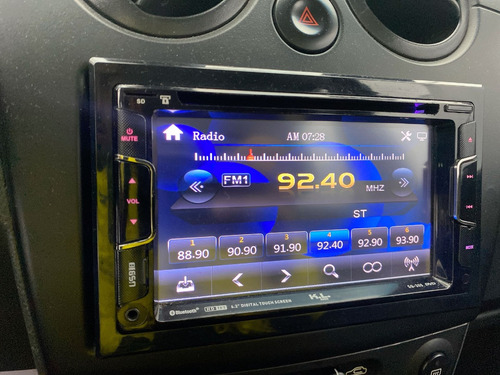 SD
MUTE
VOL
Radio AM 07:28
FM1 92.40 MHZ
ST
1 2 3 4 5 6
88.90 90.90 91.90 92.40 92.90 93.90
Bluetooth 6.2" DIGITAL TOUCH SCREEN
DVD